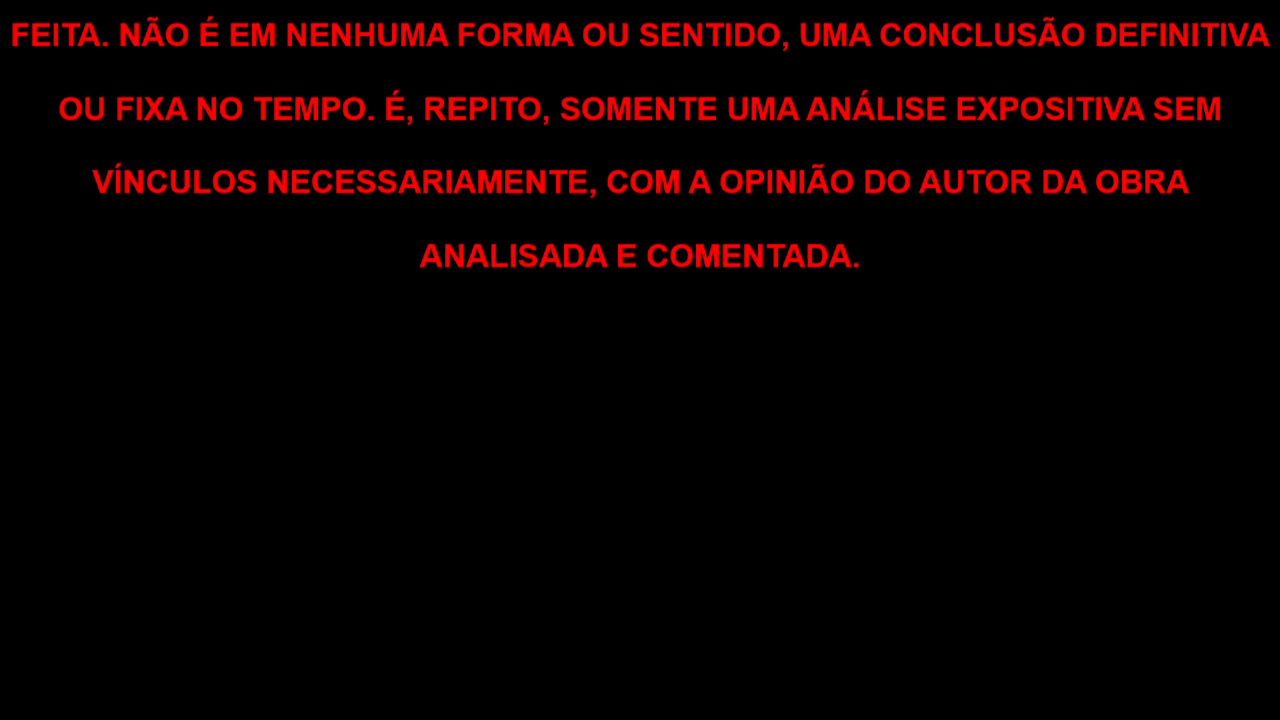 FEITA. NÃO É EM NENHUMA FORMA OU SENTIDO, UMA CONCLUSÃO DEFINITIVA
OU FIXA NO TEMPO. É, REPITO, SOMENTE UMA ANÁLISE EXPOSITIVA SEM
VÍNCULOS NECESSARIAMENTE, COM A OPINIÃO DO AUTOR DA OBRA
ANALISADA E COMENTADA.